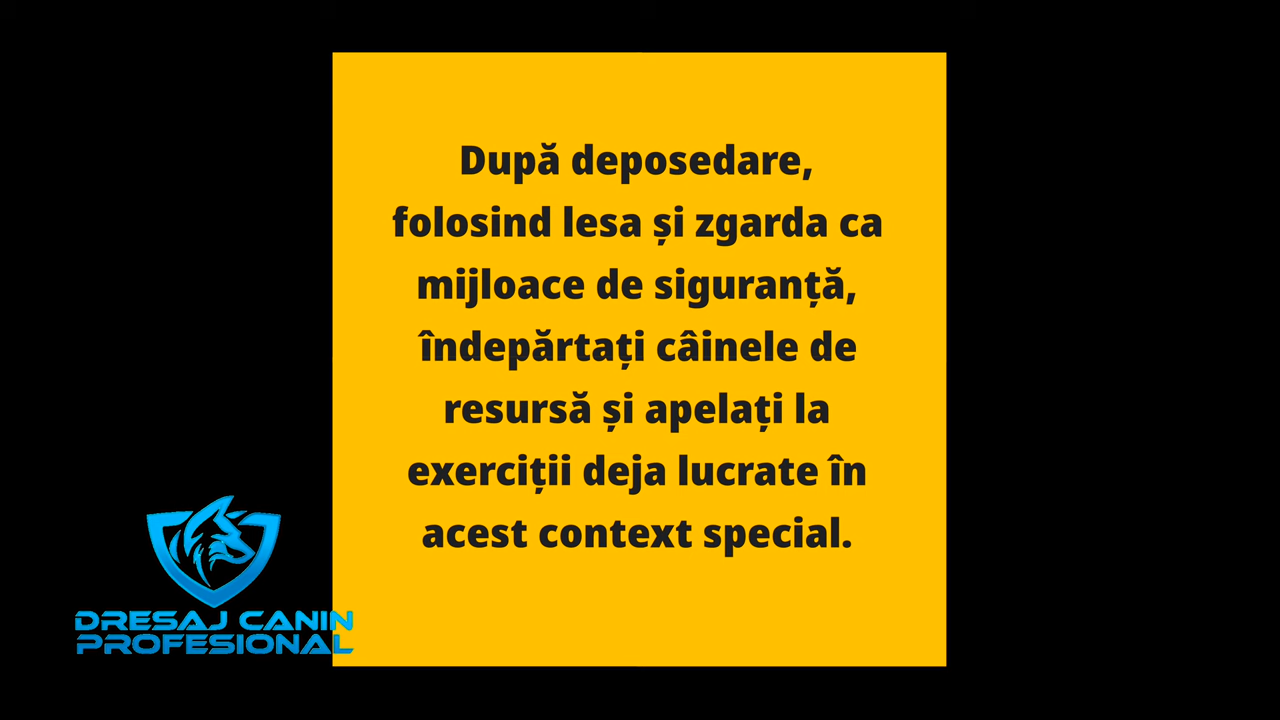 După deposedare,
folosind lesa și zgarda ca
mijloace de siguranță,
îndepărtați câinele de
resursă și apelați la
exerciții deja lucrate în
acest context special.
DRESAJ CANIN
PROFESIONAL